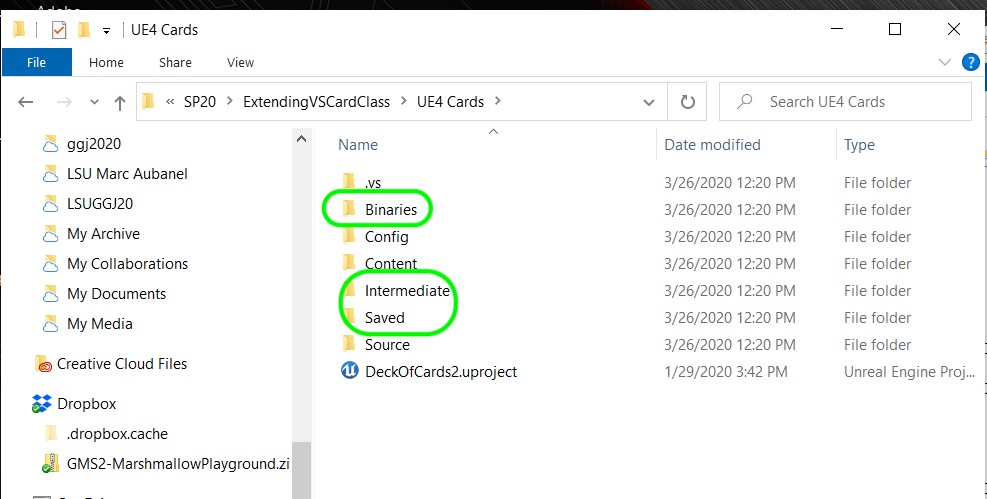 UE4 Cards
File Home Share View
« SP20 > ExtendingVSCardClass > UE4 Cards > Search UE4 Cards
ggj2020
LSU Marc Aubanel
LSUGGJ20
My Archive
My Collaborations
My Documents
My Media
Creative Cloud Files
Dropbox
.dropbox.cache
GMS2-MarshmallowPlayground.zi
Name Date modified Type
.vs 3/26/2020 12:20 PM File folder
Binaries 3/26/2020 12:20 PM File folder
Config 3/26/2020 12:20 PM File folder
Content 3/26/2020 12:20 PM File folder
Intermediate 3/26/2020 12:20 PM File folder
Saved 3/26/2020 12:20 PM File folder
Source 3/26/2020 12:20 PM File folder
DeckOfCards2.uproject 1/29/2020 3:42 PM Unreal Engine Proj...